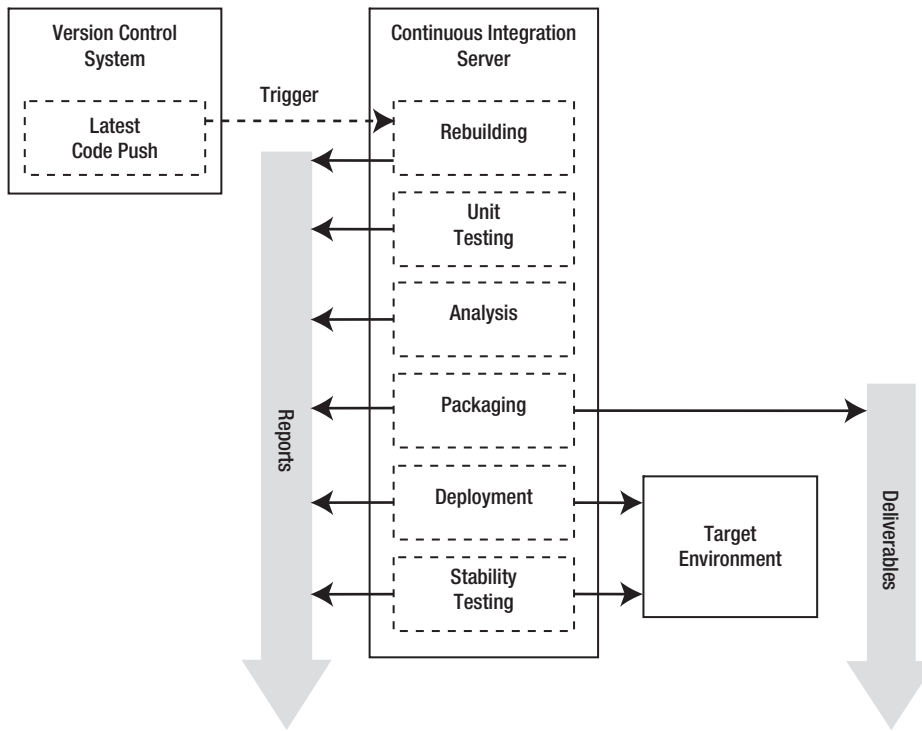 Version Control
System
Latest
Code Push
Trigger
Continuous Integration
Server
Rebuilding
Unit
Testing
Analysis
Packaging
Deployment
Stability
Testing
Reports
Target
Environment
Deliverables